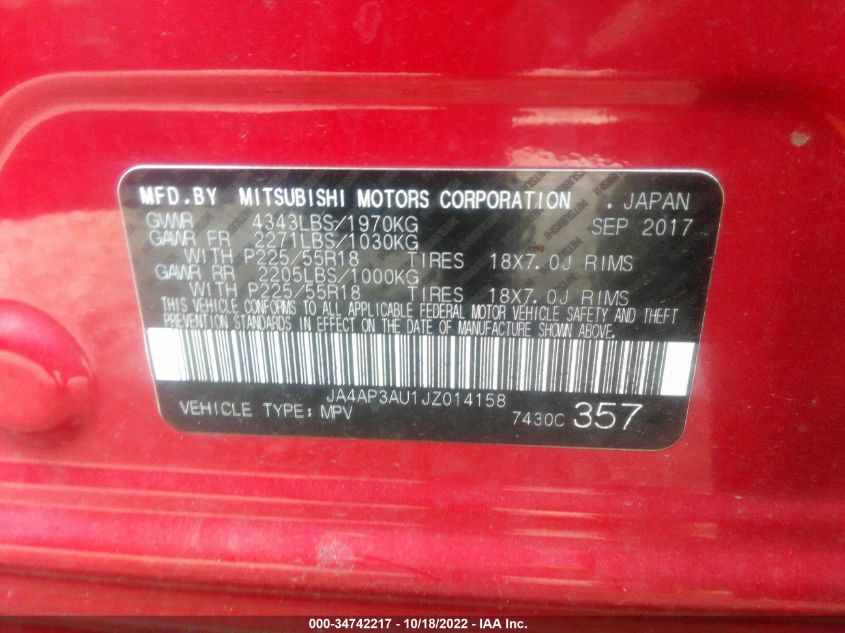 MFD.BY MITSUBISHI MOTORS CORPORATION . JAPAN
GVWR 4343LBS/1970KG SEP 2017
GAWR FR 2271LBS/1030KG
WITH P225/55R18 TIRES 18X7.0J RIMS
GAWR RR 2205LBS/1000KG
WITH P225/55R18 TIRES 18X7.0J RIMS
THIS VEHICLE CONFORMS TO ALL APPLICABLE FEDERAL MOTOR VEHICLE SAFETY AND THEFT
PREVENTION STANDARDS IN EFFECT ON THE DATE OF MANUFACTURE SHOWN ABOVE.
JA4AP3AU1JZ014158
VEHICLE TYPE: MPV 7430C 357
000-34742217 - 10/18/2022 - IAA Inc.